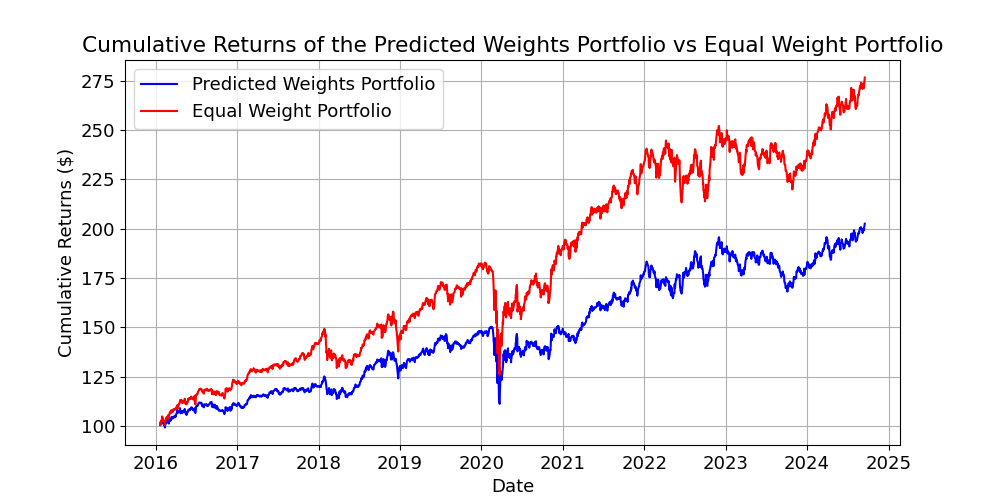 Cumulative Returns of the Predicted Weights Portfolio vs Equal Weight Portfolio
Predicted Weights Portfolio
Equal Weight Portfolio
Cumulative Returns ($)
275
250
225
200
175
150
125
100
2016 2017 2018 2019 2020 2021 2022 2023 2024 2025
Date